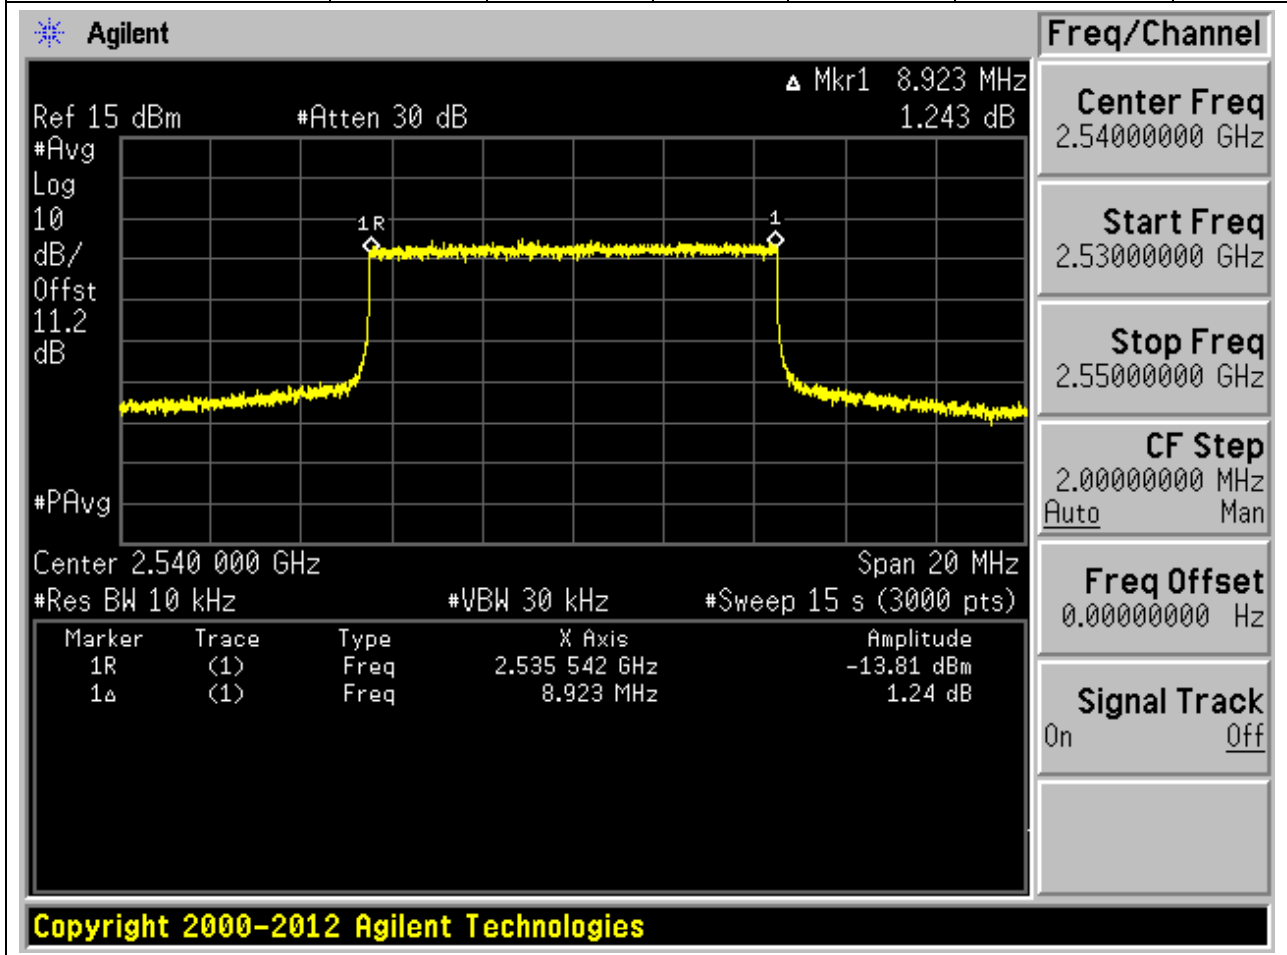 Agilent
Freq/Channel
▵ Mkr1 8.923 MHz
Ref 15 dBm #Atten 30 dB 1.243 dB
#Avg
Log
10
dB/
Offst
11.2
dB
#PAvg
1R
1
Center 2.540 000 GHz Span 20 MHz
#Res BW 10 kHz #VBW 30 kHz #Sweep 15 s (3000 pts)
Marker Trace Type X Axis Amplitude
1R (1) Freq 2.535 542 GHz -13.81 dBm
1▵ (1) Freq 8.923 MHz 1.24 dB
Center Freq
2.54000000 GHz
Start Freq
2.53000000 GHz
Stop Freq
2.55000000 GHz
CF Step
2.00000000 MHz
Auto Man
Freq Offset
0.00000000 Hz
Signal Track
On Off
Copyright 2000-2012 Agilent Technologies